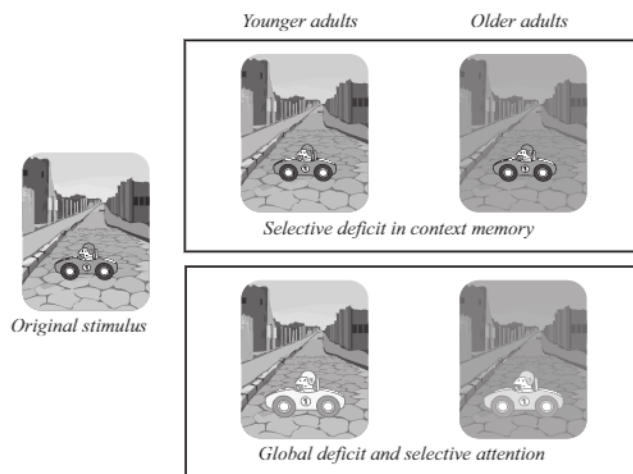 Younger adults
Older adults
Selective deficit in context memory
Original stimulus
Global deficit and selective attention